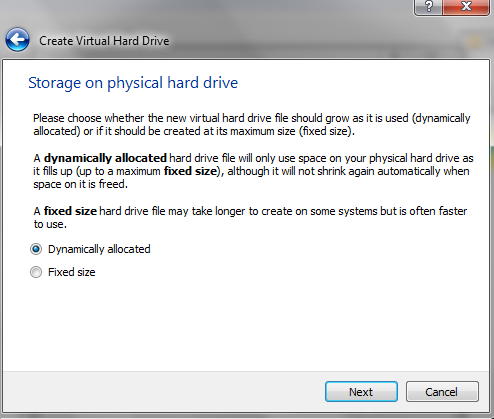 ?
Create Virtual Hard Drive
Storage on physical hard drive
Please choose whether the new virtual hard drive file should grow as it is used (dynamically
allocated) or if it should be created at its maximum size (fixed size).
A dynamically allocated hard drive file will only use space on your physical hard drive as
it fills up (up to a maximum fixed size), although it will not shrink again automatically when
space on it is freed.
A fixed size hard drive file may take longer to create on some systems but is often faster
to use.
Dynamically allocated
Fixed size
Next
Cancel